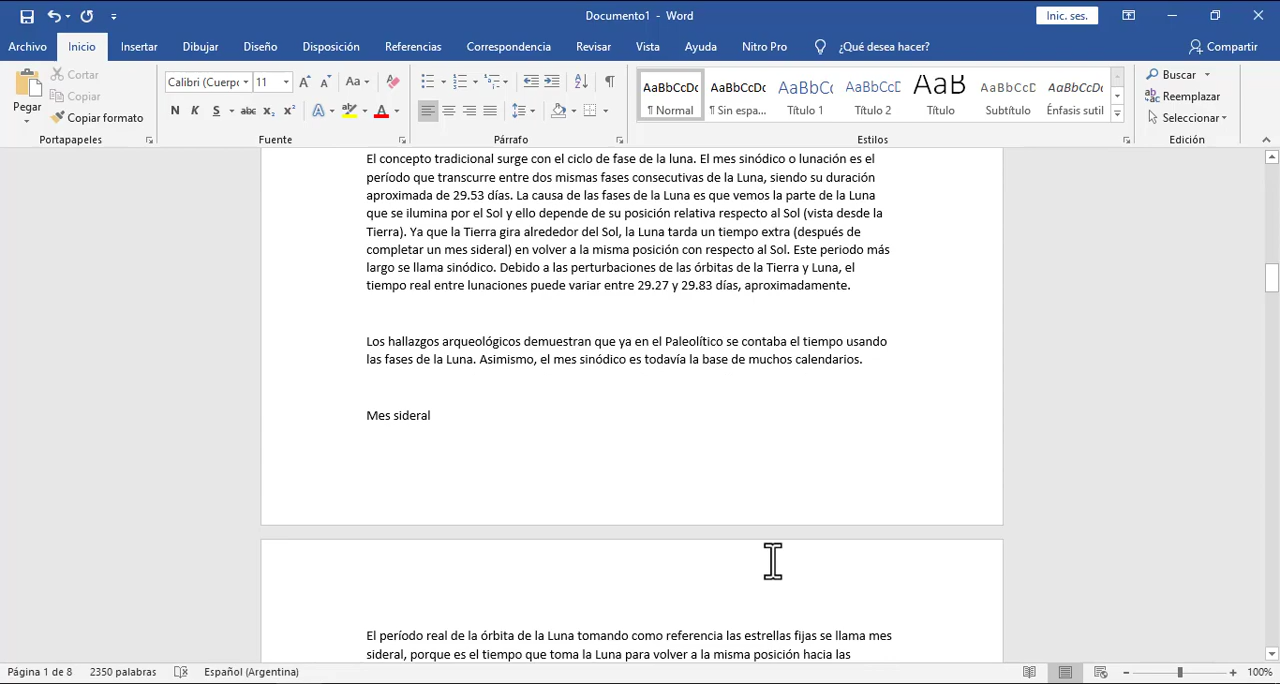 Documento1 - Word
Inic. ses.
Archivo Inicio Insertar Dibujar Diseño Disposición Referencias Correspondencia Revisar Vista Ayuda Nitro Pro ¿Qué desea hacer? Compartir
Pegar
Cortar
Copiar
Copiar formato
Portapapeles
Calibri (Cuerpo 11
Aa
N K S abc x₂ x²
A A
Fuente
Párrafo
AaBbCcDc AaBbCcDc AaBbCc AaBbCcC AaB AaBbCcC AaBbCcDc
¶ Normal ¶ Sin espa... Título 1 Título 2 Título Subtítulo Énfasis sutil
Estilos
Buscar
Reemplazar
Seleccionar
Edición
El concepto tradicional surge con el ciclo de fase de la luna. El mes sinódico o lunación es el
período que transcurre entre dos mismas fases consecutivas de la Luna, siendo su duración
aproximada de 29.53 días. La causa de las fases de la Luna es que vemos la parte de la Luna
que se ilumina por el Sol y ello depende de su posición relativa respecto al Sol (vista desde la
Tierra). Ya que la Tierra gira alrededor del Sol, la Luna tarda un tiempo extra (después de
completar un mes sideral) en volver a la misma posición con respecto al Sol. Este periodo más
largo se llama sinódico. Debido a las perturbaciones de las órbitas de la Tierra y Luna, el
tiempo real entre lunaciones puede variar entre 29.27 y 29.83 días, aproximadamente.
Los hallazgos arqueológicos demuestran que ya en el Paleolítico se contaba el tiempo usando
las fases de la Luna. Asimismo, el mes sinódico es todavía la base de muchos calendarios.
Mes sideral
El período real de la órbita de la Luna tomando como referencia las estrellas fijas se llama mes
sideral, porque es el tiempo que toma la Luna para volver a la misma posición hacia las
Página 1 de 8 2350 palabras Español (Argentina) 100%